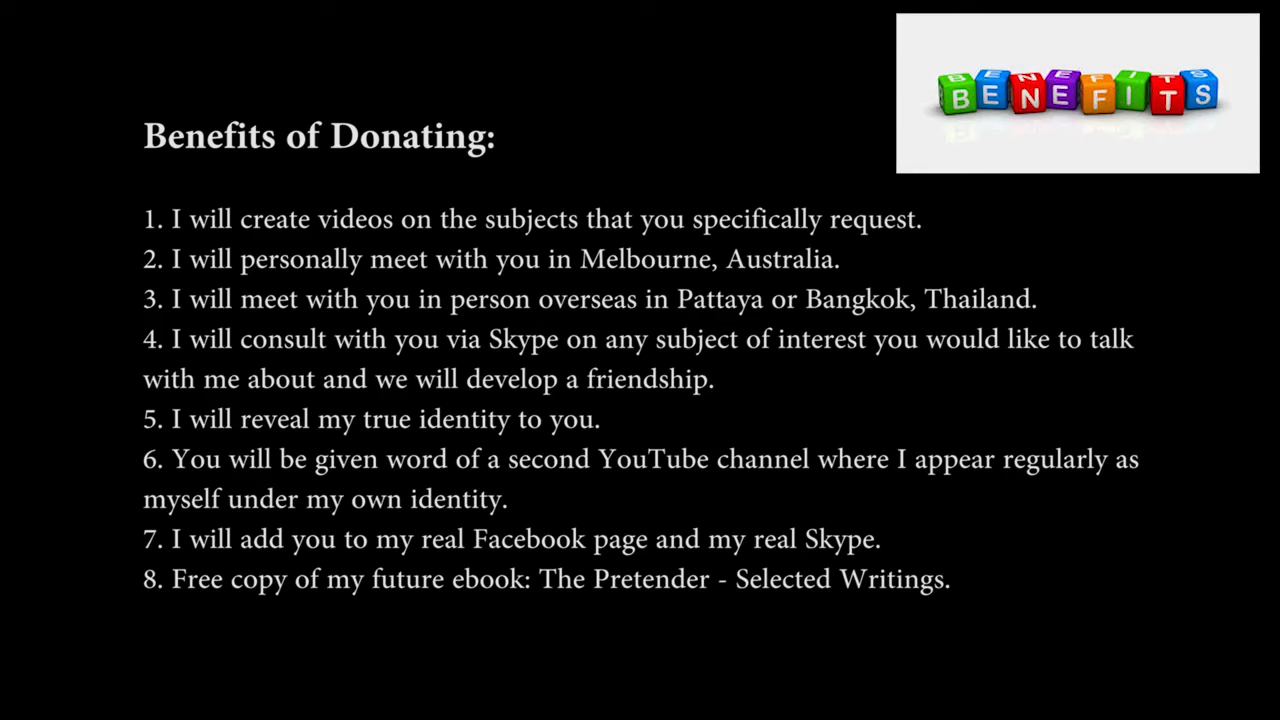 BENEFITS
Benefits of Donating:
1. I will create videos on the subjects that you specifically request.
2. I will personally meet with you in Melbourne, Australia.
3. I will meet with you in person overseas in Pattaya or Bangkok, Thailand.
4. I will consult with you via Skype on any subject of interest you would like to talk
with me about and we will develop a friendship.
5. I will reveal my true identity to you.
6. You will be given word of a second YouTube channel where I appear regularly as
myself under my own identity.
7. I will add you to my real Facebook page and my real Skype.
8. Free copy of my future ebook: The Pretender - Selected Writings.